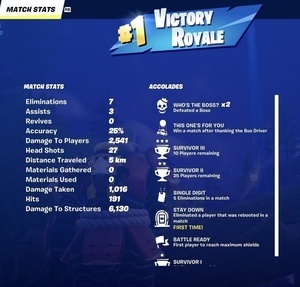 MATCH STATS
#1 VICTORY
ROYALE
MATCH STATS
Eliminations 7
Assists 3
Revives 0
Accuracy 25%
Damage To Players 2,541
Head Shots 27
Distance Traveled 5 km
Materials Gathered 0
Materials Used 0
Damage Taken 1,016
Hits 191
Damage To Structures 6,130
ACCOLADES
WHO'S THE BOSS? x2
Defeated a Boss
THIS ONE'S FOR YOU
Win a match after thanking the Bus Driver
SURVIVOR III
10 Players remaining
SURVIVOR II
25 Players remaining
SINGLE DIGIT
5 Eliminations in a match
STAY DOWN
Eliminated a player that was rebooted in a
match
FIRST TIME!
BATTLE READY
First player to reach maximum shields
SURVIVOR I